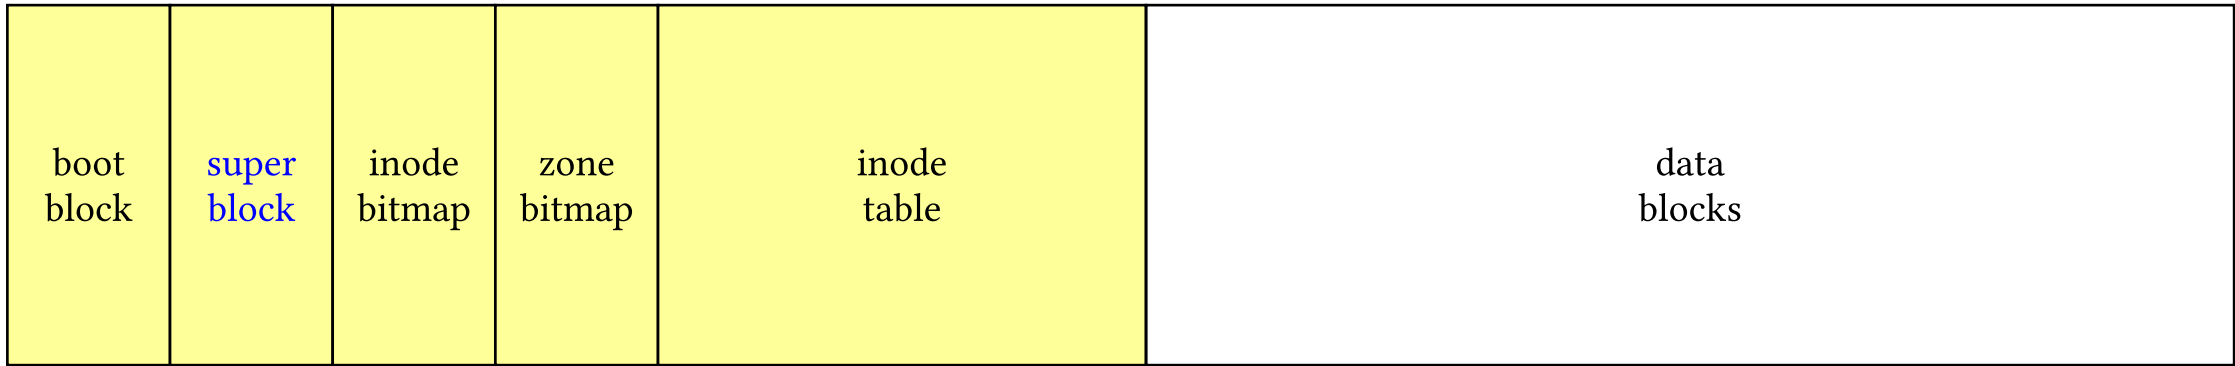 boot
block
super
block
inode
bitmap
zone
bitmap
inode
table
data
blocks